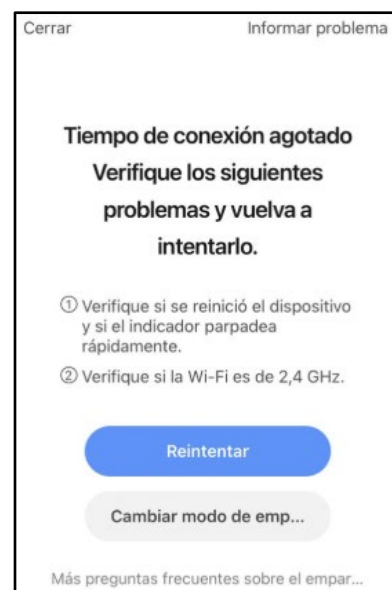 Cerrar
Informar problema
Tiempo de conexión agotado
Verifique los siguientes
problemas y vuelva a
intentarlo.
① Verifique si se reinició el dispositivo
y si el indicador parpadea
rápidamente.
② Verifique si la Wi-Fi es de 2,4 GHz.
Reintentar
Cambiar modo de emp...
Más preguntas frecuentes sobre el empar...